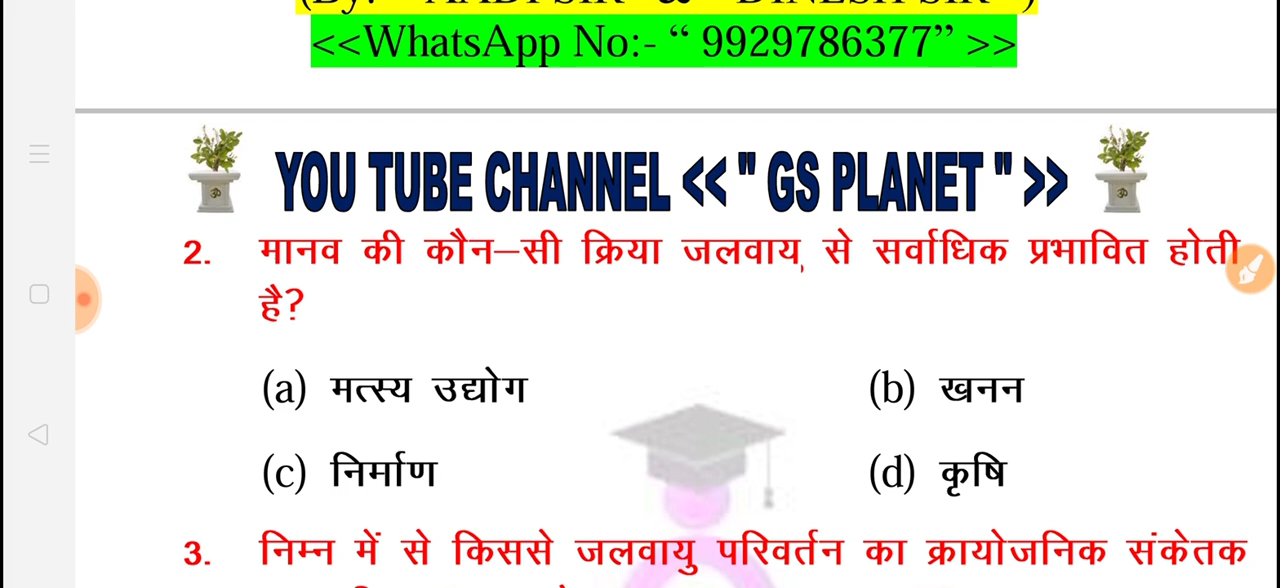 <<WhatsApp No:- “ 9929786377” >>
YOU TUBE CHANNEL << " GS PLANET " >>
2. मानव की कौन–सी क्रिया जलवायु से सर्वाधिक प्रभावित होती
है?
(a) मत्स्य उद्योग (b) खनन
(c) निर्माण (d) कृषि
3. निम्न में से किससे जलवायु परिवर्तन का क्रायोजनिक संकेतक